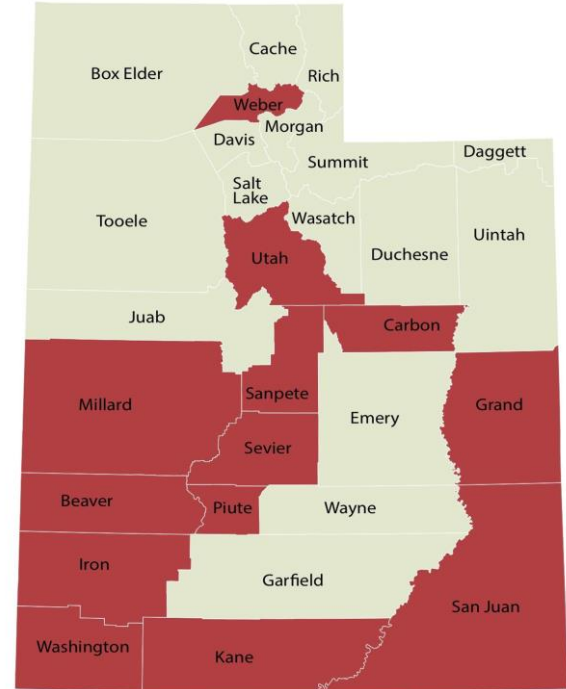 Cache
Box Elder
Rich
Weber
Morgan
Davis
Daggett
Summit
Salt
Lake
Wasatch
Tooele
Uintah
Duchesne
Utah
Juab
Carbon
Sanpete
Millard
Grand
Emery
Sevier
Beaver
Piute
Wayne
Iron
Garfield
San Juan
Washington
Kane